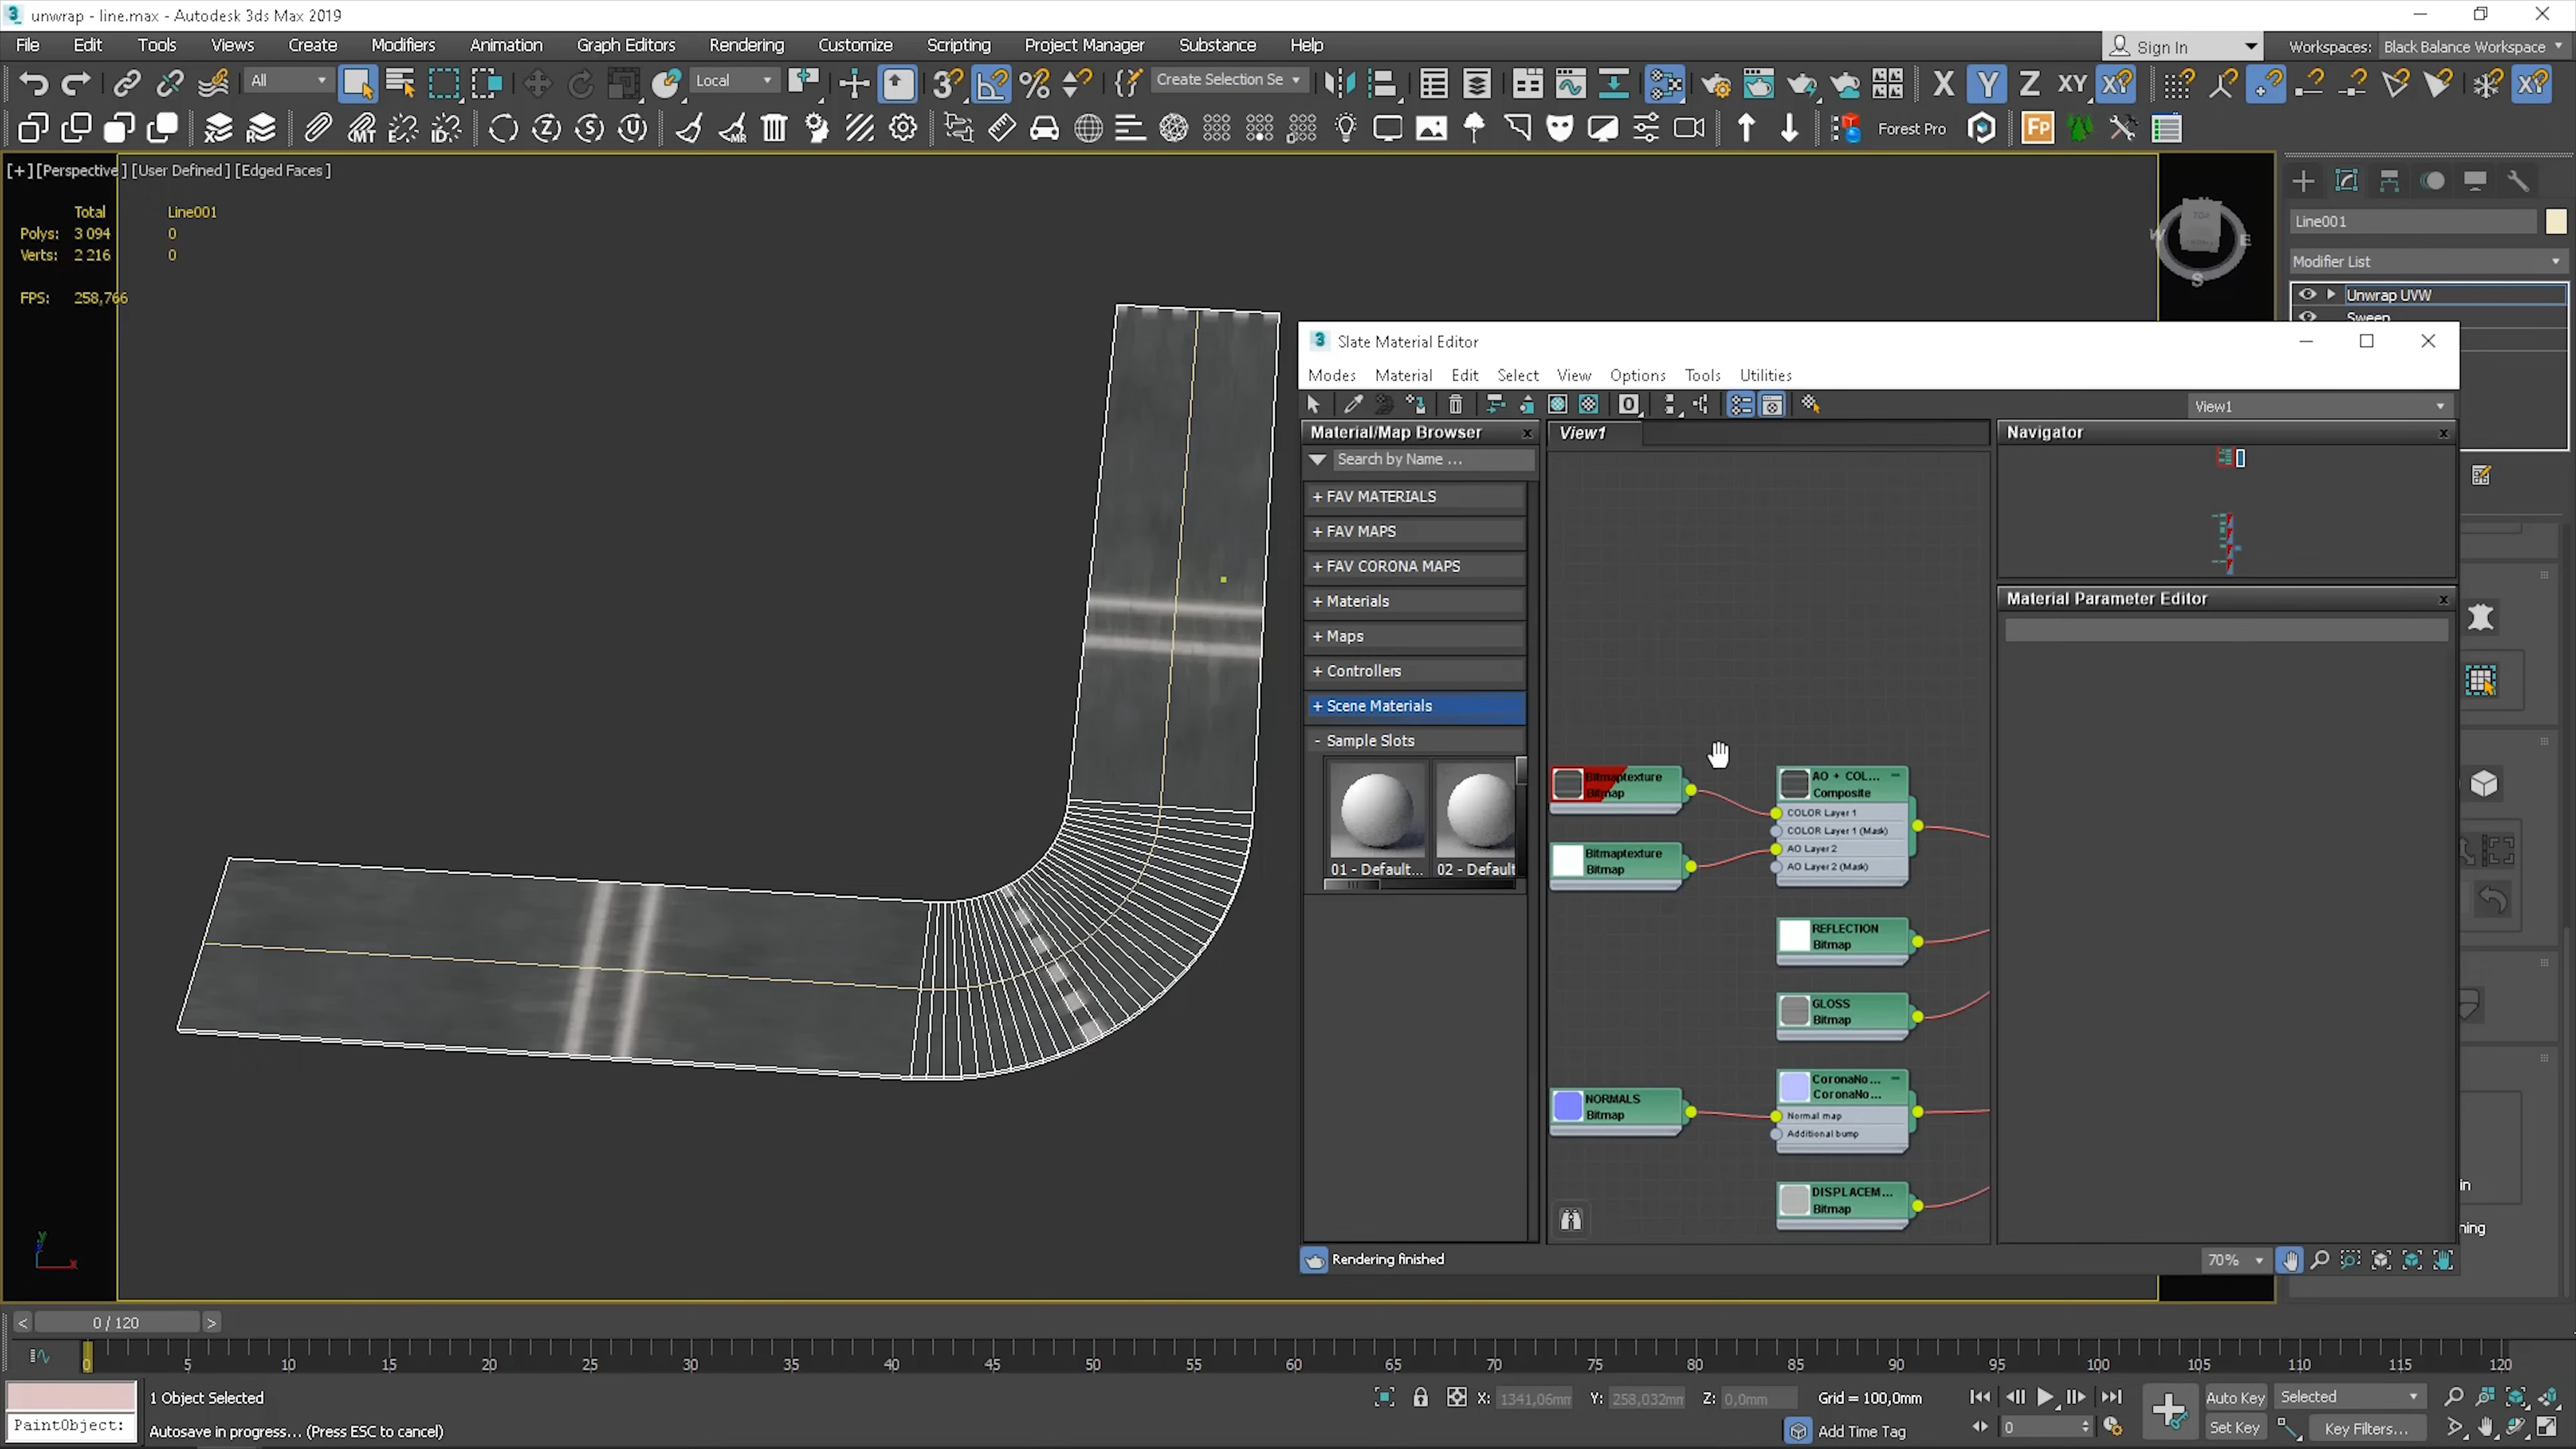 unwrap - line.max - Autodesk 3ds Max 2019
File Edit Tools Views Create Modifiers Animation Graph Editors Rendering Customize Scripting Project Manager Substance Help
Sign In Workspaces: Black Balance Workspace
All Local Create Selection Se X Y Z XY
Forest Pro
[+] [Perspective ] [User Defined ] [Edged Faces ]
Total Line001
Polys: 3 094 0
Verts: 2 216 0
FPS: 258,766
TOP
W E
S
Line001
Modifier List
Unwrap UVW
Sweep
Slate Material Editor
Modes Material Edit Select View Options Tools Utilities
View1
Material/Map Browser
View1
Navigator
Search by Name ...
+ FAV MATERIALS
+ FAV MAPS
+ FAV CORONA MAPS
+ Materials
+ Maps
+ Controllers
+ Scene Materials
- Sample Slots
01 - Default... 02 - Default
Material Parameter Editor
Bitmaptexture
Bitmap
Bitmaptexture
Bitmap
AO + COL...
Composite
COLOR Layer 1
COLOR Layer 1 (Mask)
AO Layer 2
AO Layer 2 (Mask)
REFLECTION
Bitmap
GLOSS
Bitmap
NORMALS
Bitmap
CoronaNo...
CoronaNo...
Normal map
Additional bump
DISPLACEM...
Bitmap
in
ning
Rendering finished
70%
y
x
0 / 120
0 5 10 15 20 25 30 35 40 45 50 55 60 65 70 75 80 85 90 95 100 105 110 115 120
PaintObject:
1 Object Selected
Autosave in progress... (Press ESC to cancel)
X: 1341,06mm Y: 258,032mm Z: 0,0mm Grid = 100,0mm
Add Time Tag
0
Auto Key Selected
Set Key Key Filters...